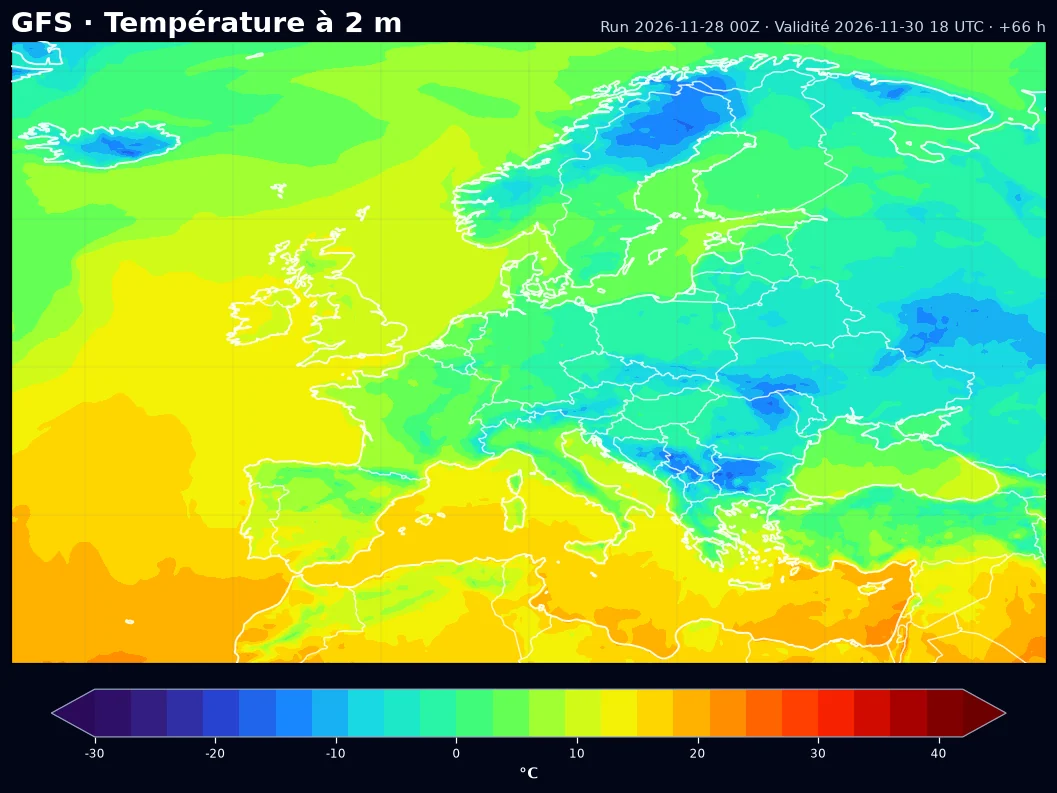 GFS · Température à 2 m
Run 2026-11-28 00Z · Validité 2026-11-30 18 UTC · +66 h
-30 -20 -10 0 10 20 30 40
°C